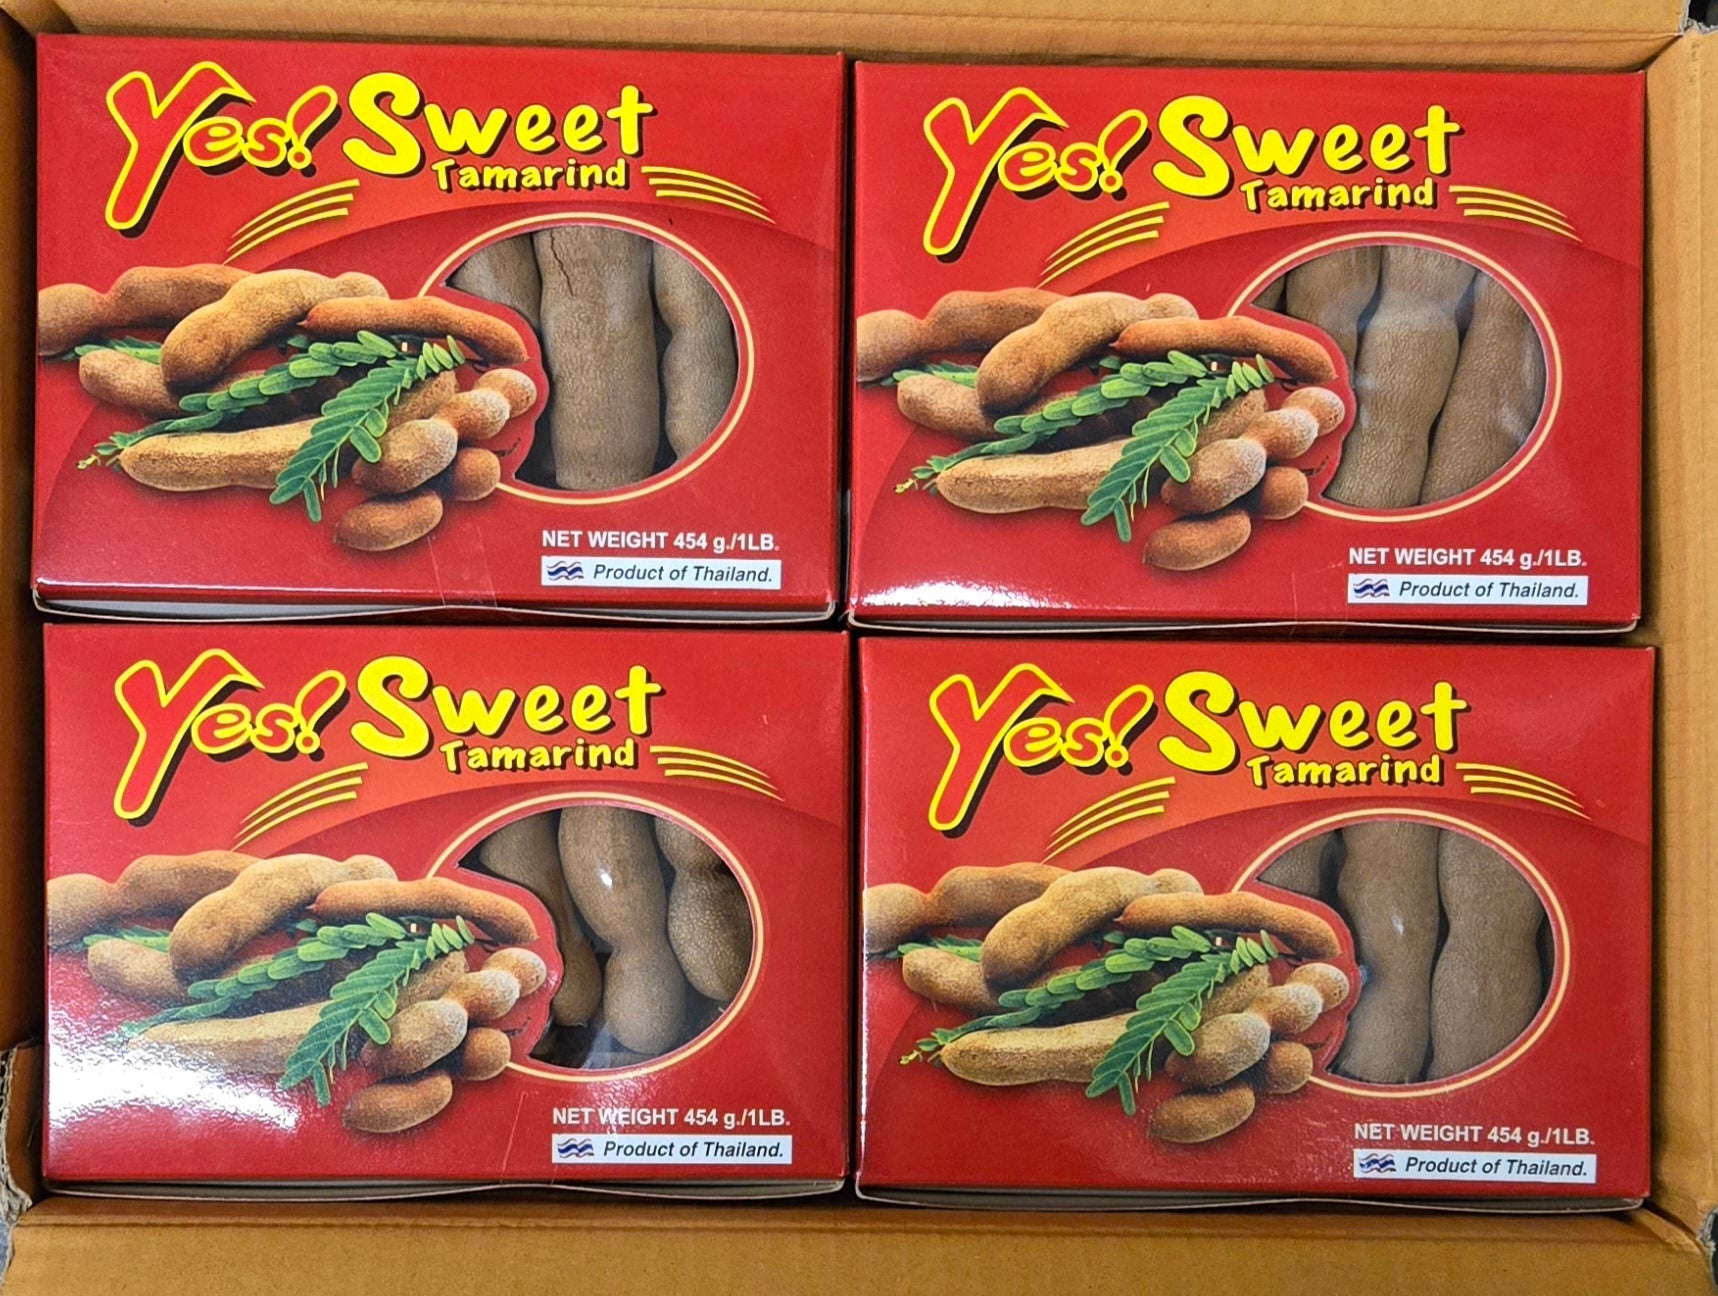 Yes! Sweet
Tamarind
NET WEIGHT 454 g./1LB.
Product of Thailand.
Yes! Sweet
Tamarind
NET WEIGHT 454 g./1LB.
Product of Thailand.
Yes! Sweet
Tamarind
NET WEIGHT 454 g./1LB.
Product of Thailand.
Yes! Sweet
Tamarind
NET WEIGHT 454 g./1LB.
Product of Thailand.